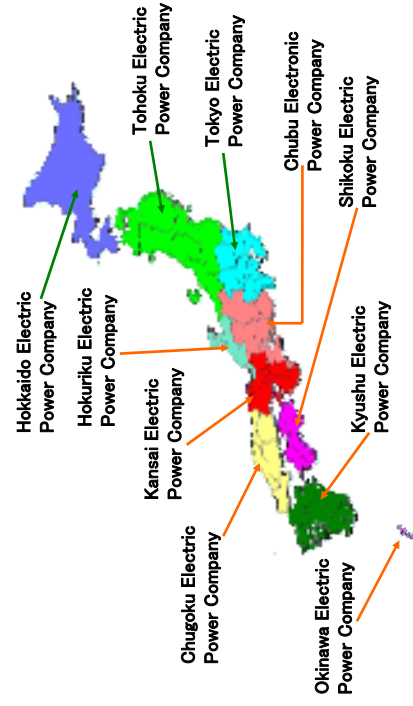 Hokkaido Electric
Power Company
Hokuriku Electric
Power Company
Kansai Electric
Power Company
Chugoku Electric
Power Company
Okinawa Electric
Power Company
Tohoku Electric
Power Company
Tokyo Electric
Power Company
Chubu Electronic
Power Company
Shikoku Electric
Power Company
Kyushu Electric
Power Company